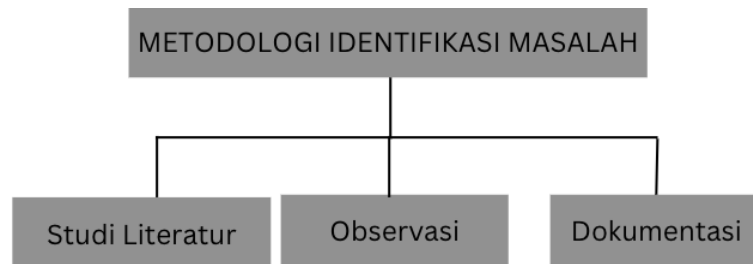 METODOLOGI IDENTIFIKASI MASALAH
Studi Literatur
Observasi
Dokumentasi